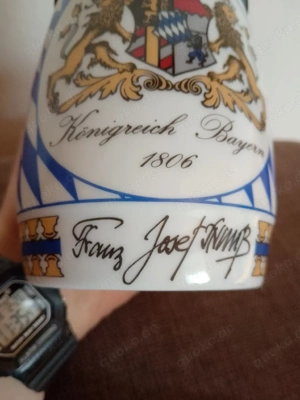 Königreich Bayern
1806
Franz Josef Strauß